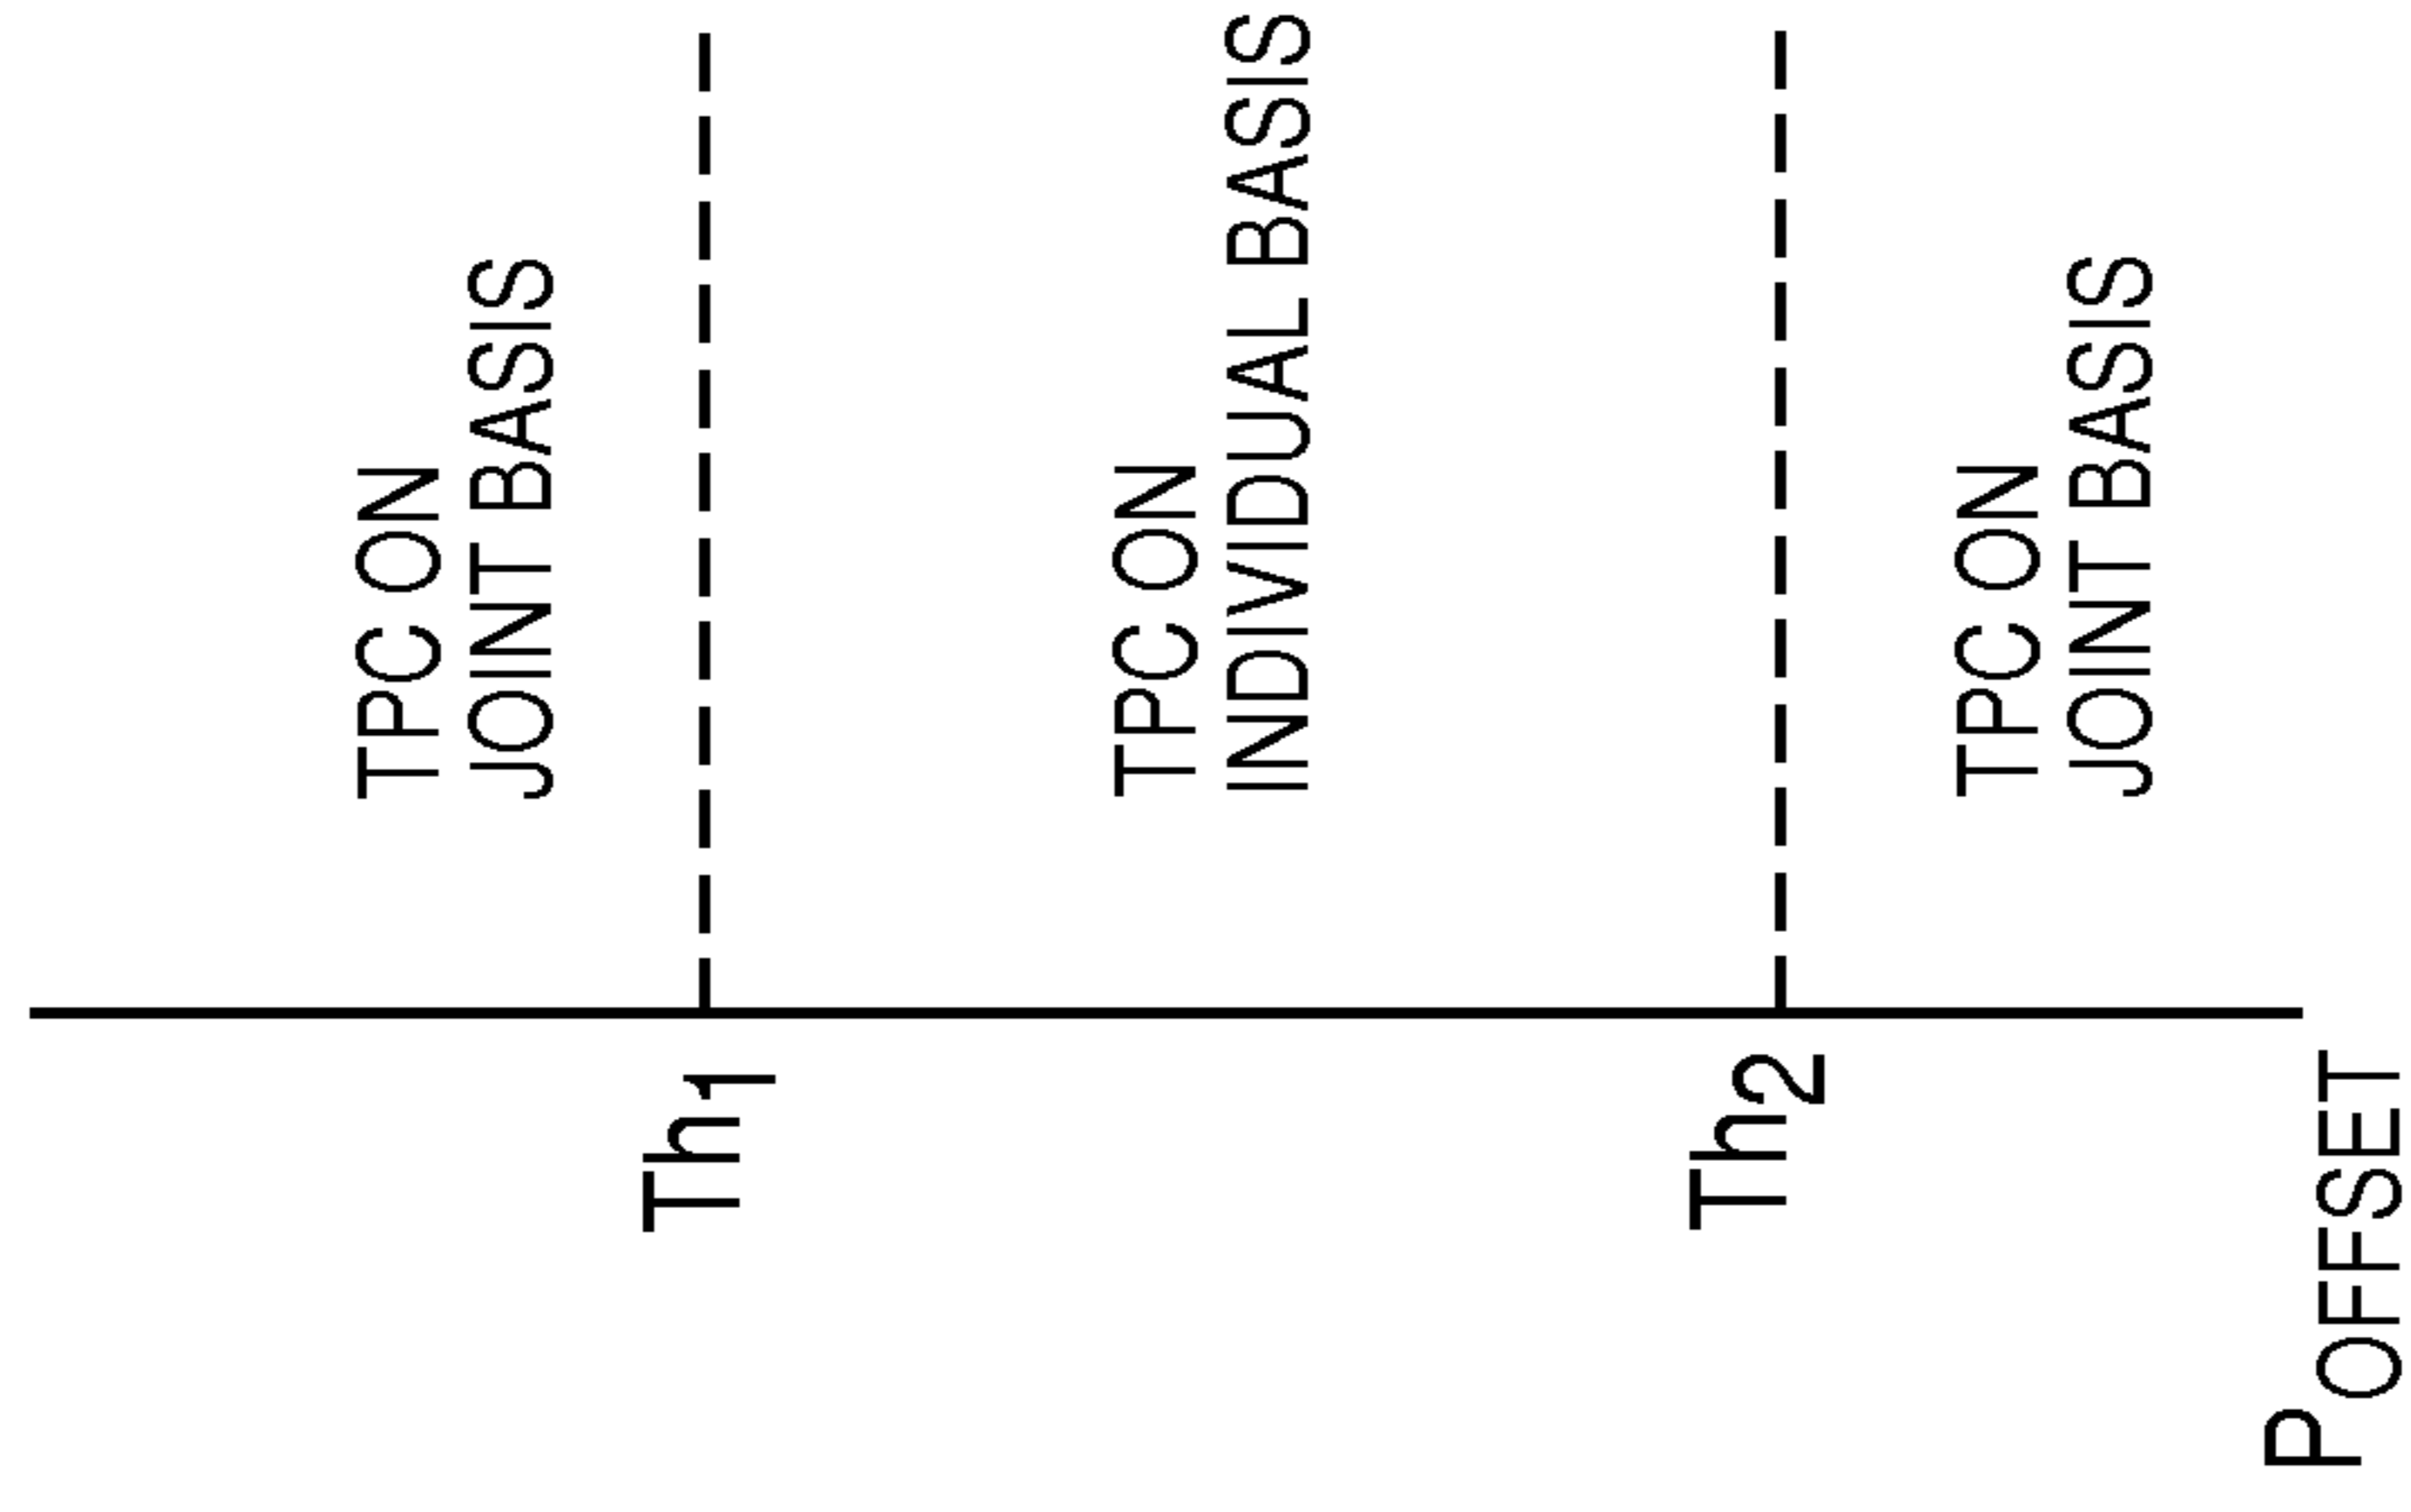 TPC ON
JOINT BASIS
TPC ON
INDIVIDUAL BASIS
TPC ON
JOINT BASIS
Th1
Th2
POFFSET